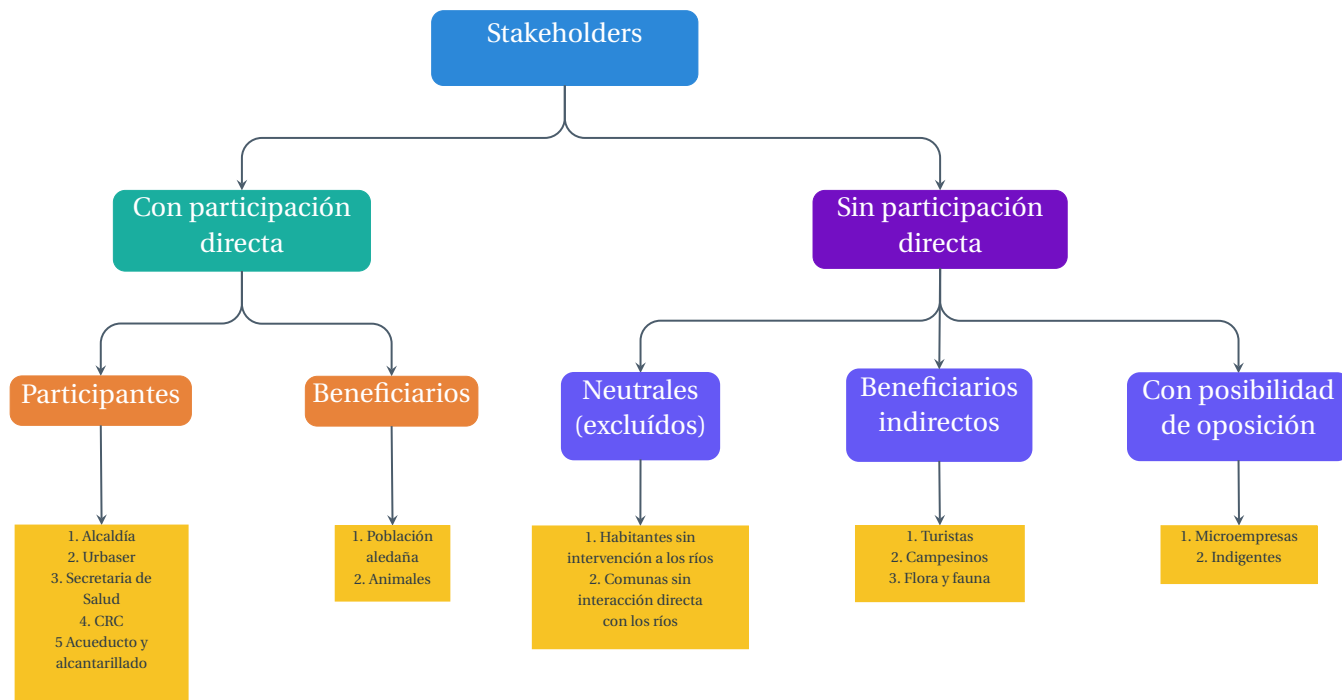 Stakeholders
Con participación
directa
Sin participación
directa
Participantes
Beneficiarios
Neutrales
(excluídos)
Beneficiarios
indirectos
Con posibilidad
de oposición
1. Alcaldía
2. Urbaser
3. Secretaria de
Salud
4. CRC
5 Acueducto y
alcantarillado
1. Población
aledaña
2. Animales
1. Habitantes sin
intervención a los ríos
2. Comunas sin
interacción directa
con los ríos
1. Turistas
2. Campesinos
3. Flora y fauna
1. Microempresas
2. Indigentes